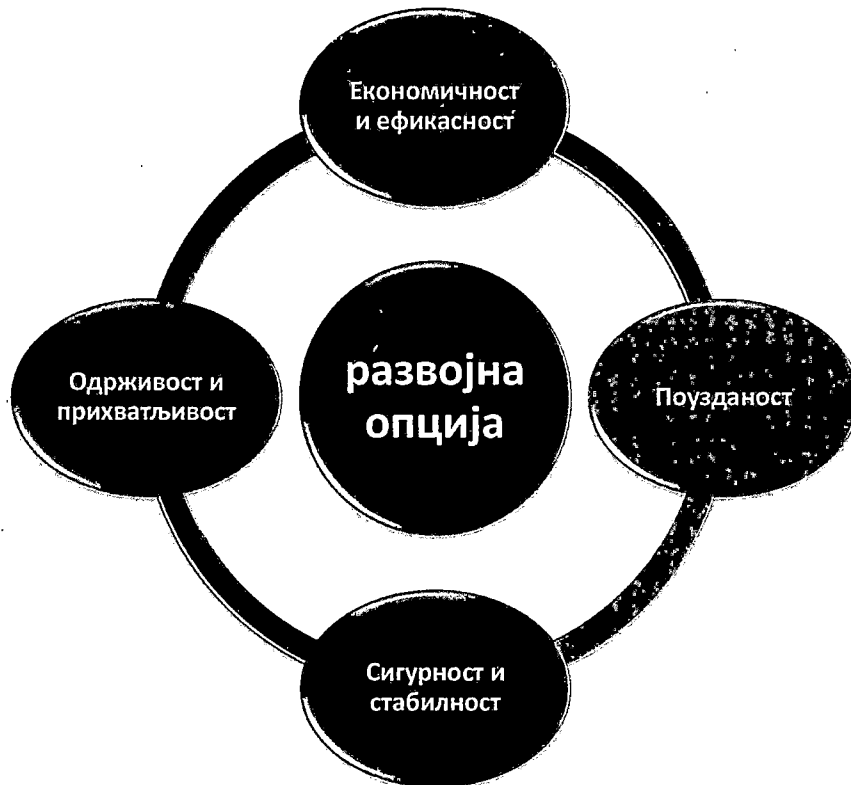 Економичност
и ефикасност
Одрживост и
прихватљивост
развојна
опција
Поузданост
Сигурност и
стабилност